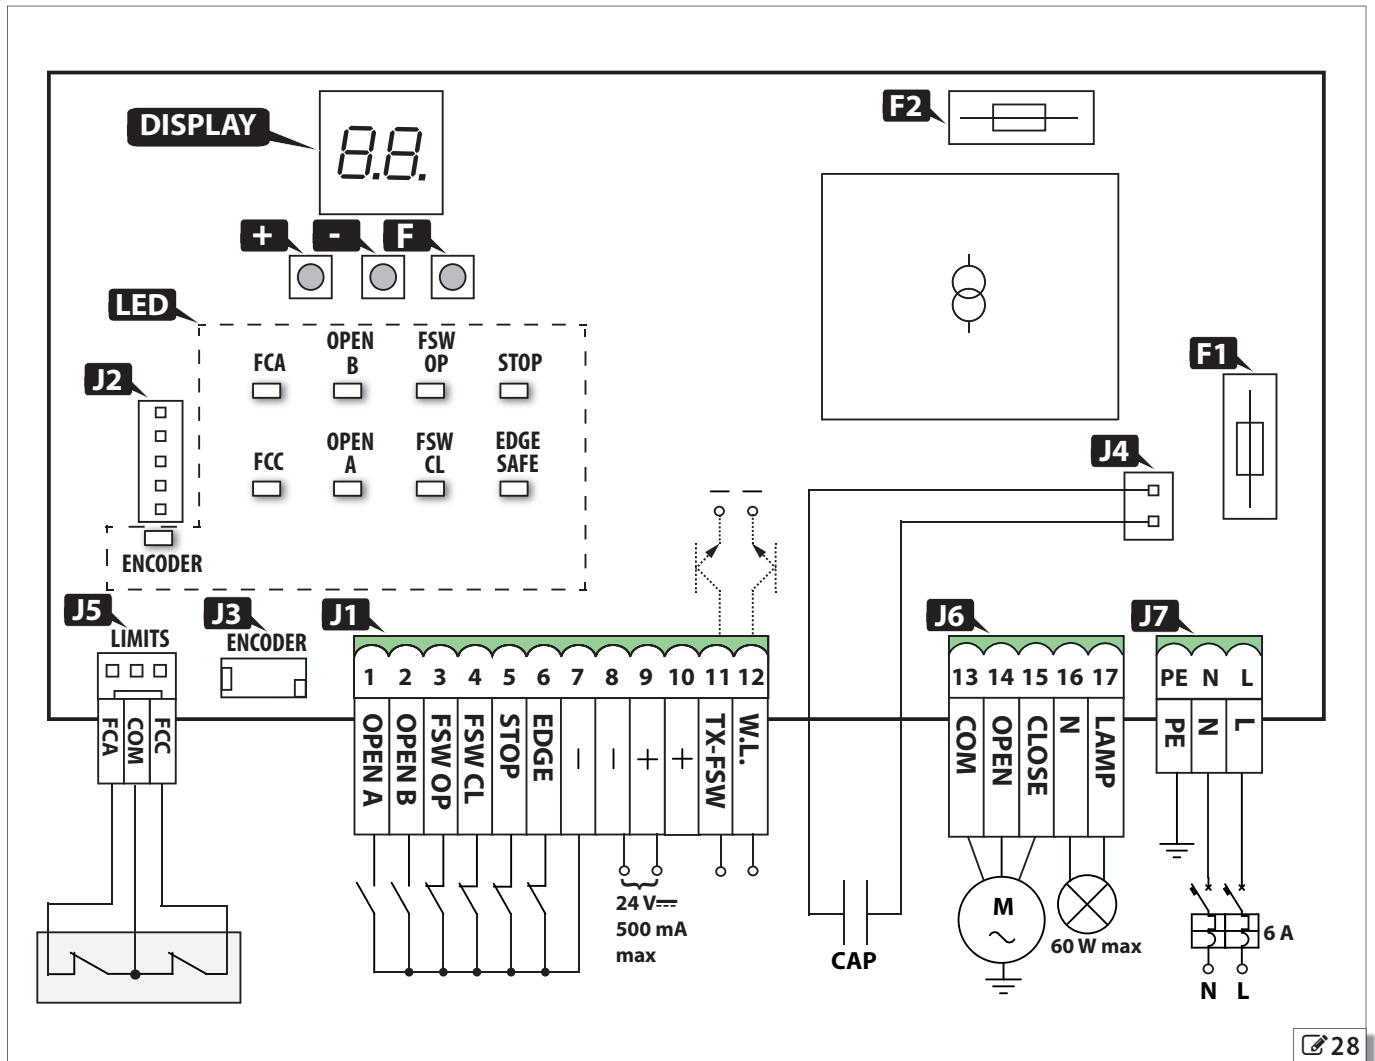 DISPLAY
8.8.
F2
+ - F
LED
F1
J2
FCA
OPEN B
FSW OP
STOP
FCC
OPEN A
FSW CL
EDGE SAFE
ENCODER
J4
J5
LIMITS
J3
ENCODER
J1
J6
J7
1 2 3 4 5 6 7 8 9 10 11 12
13 14 15 16 17
PE N L
FCA COM FCC
OPEN A
OPEN B
FSW OP
FSW CL
STOP
EDGE
–
–
+
+
TX-FSW
W.L.
COM
OPEN
CLOSE
N
LAMP
PE
N
L
24 V⎓
500 mA
max
CAP
M
~
60 W max
6 A
N L
28